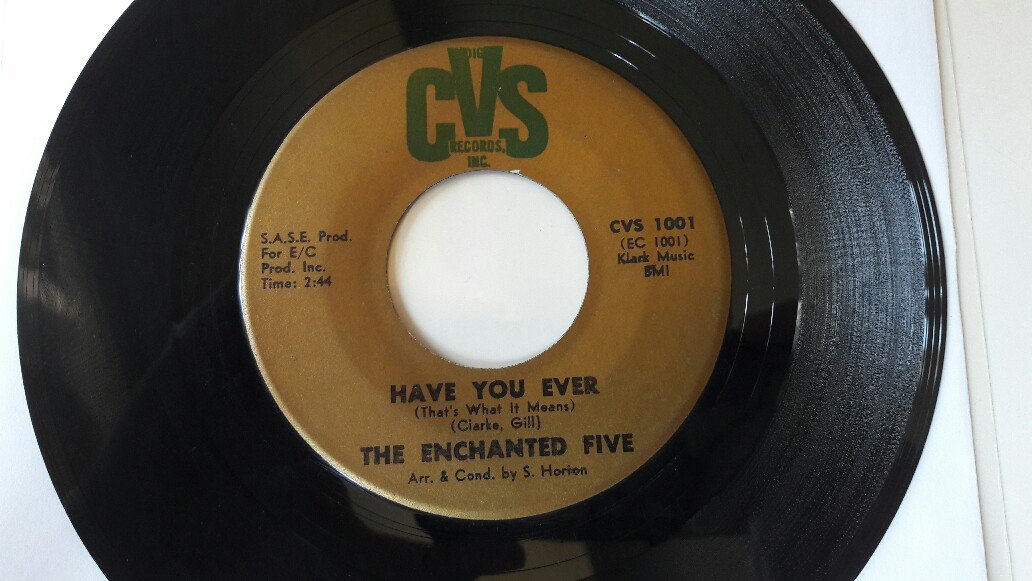 CVS
RECORDS,
INC.
S.A.S.E. Prod.
For E/C
Prod. Inc.
Time: 2:44
CVS 1001
(EC 1001)
Klark Music
BMI
HAVE YOU EVER
(That's What It Means)
(Clarke, Gill)
THE ENCHANTED FIVE
Arr. & Cond. by S. Horton